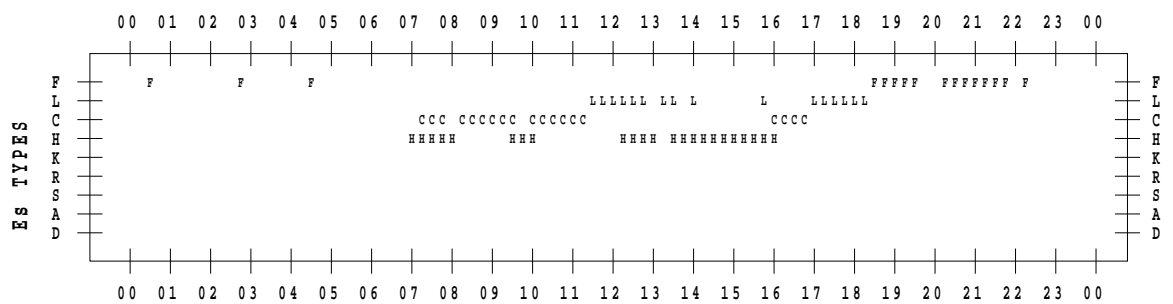 00 01 02 03 04 05 06 07 08 09 10 11 12 13 14 15 16 17 18 19 20 21 22 23 00
Es TYPES
F F F F FFFFF FFFFFFF F F
L LLLLLL LL L L LLLLLL L
C CCC CCCCCC CCCCCC CCCC C
H HHHHH HHH HHHH HHHHHHHHHHH H
K K
R R
S S
A A
D D
00 01 02 03 04 05 06 07 08 09 10 11 12 13 14 15 16 17 18 19 20 21 22 23 00